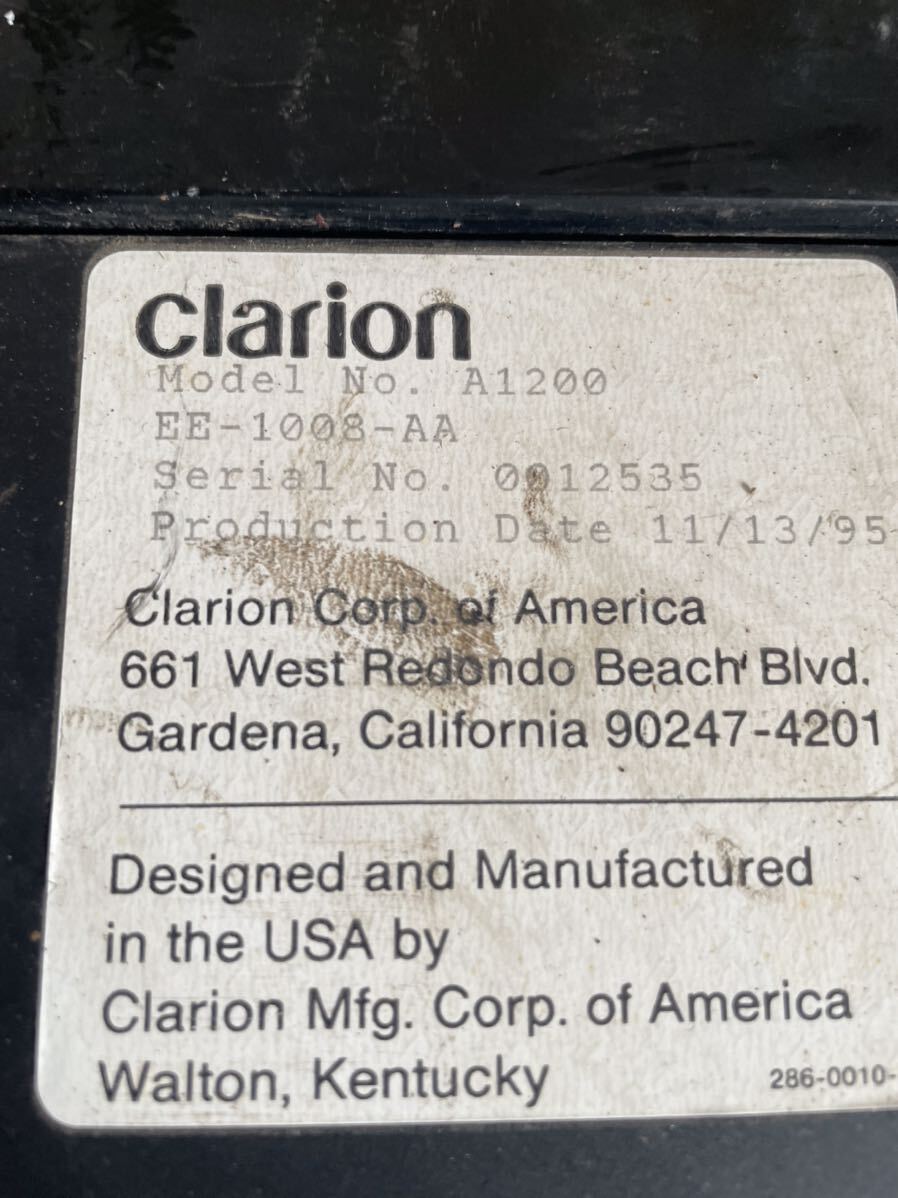 Clarion
Model No. A1200
EE-1008-AA
Serial No. 0012535
Production Date 11/13/95
Clarion Corp. of America
661 West Redondo Beach Blvd.
Gardena, California 90247-4201
Designed and Manufactured
in the USA by
Clarion Mfg. Corp. of America
Walton, Kentucky
286-0010-